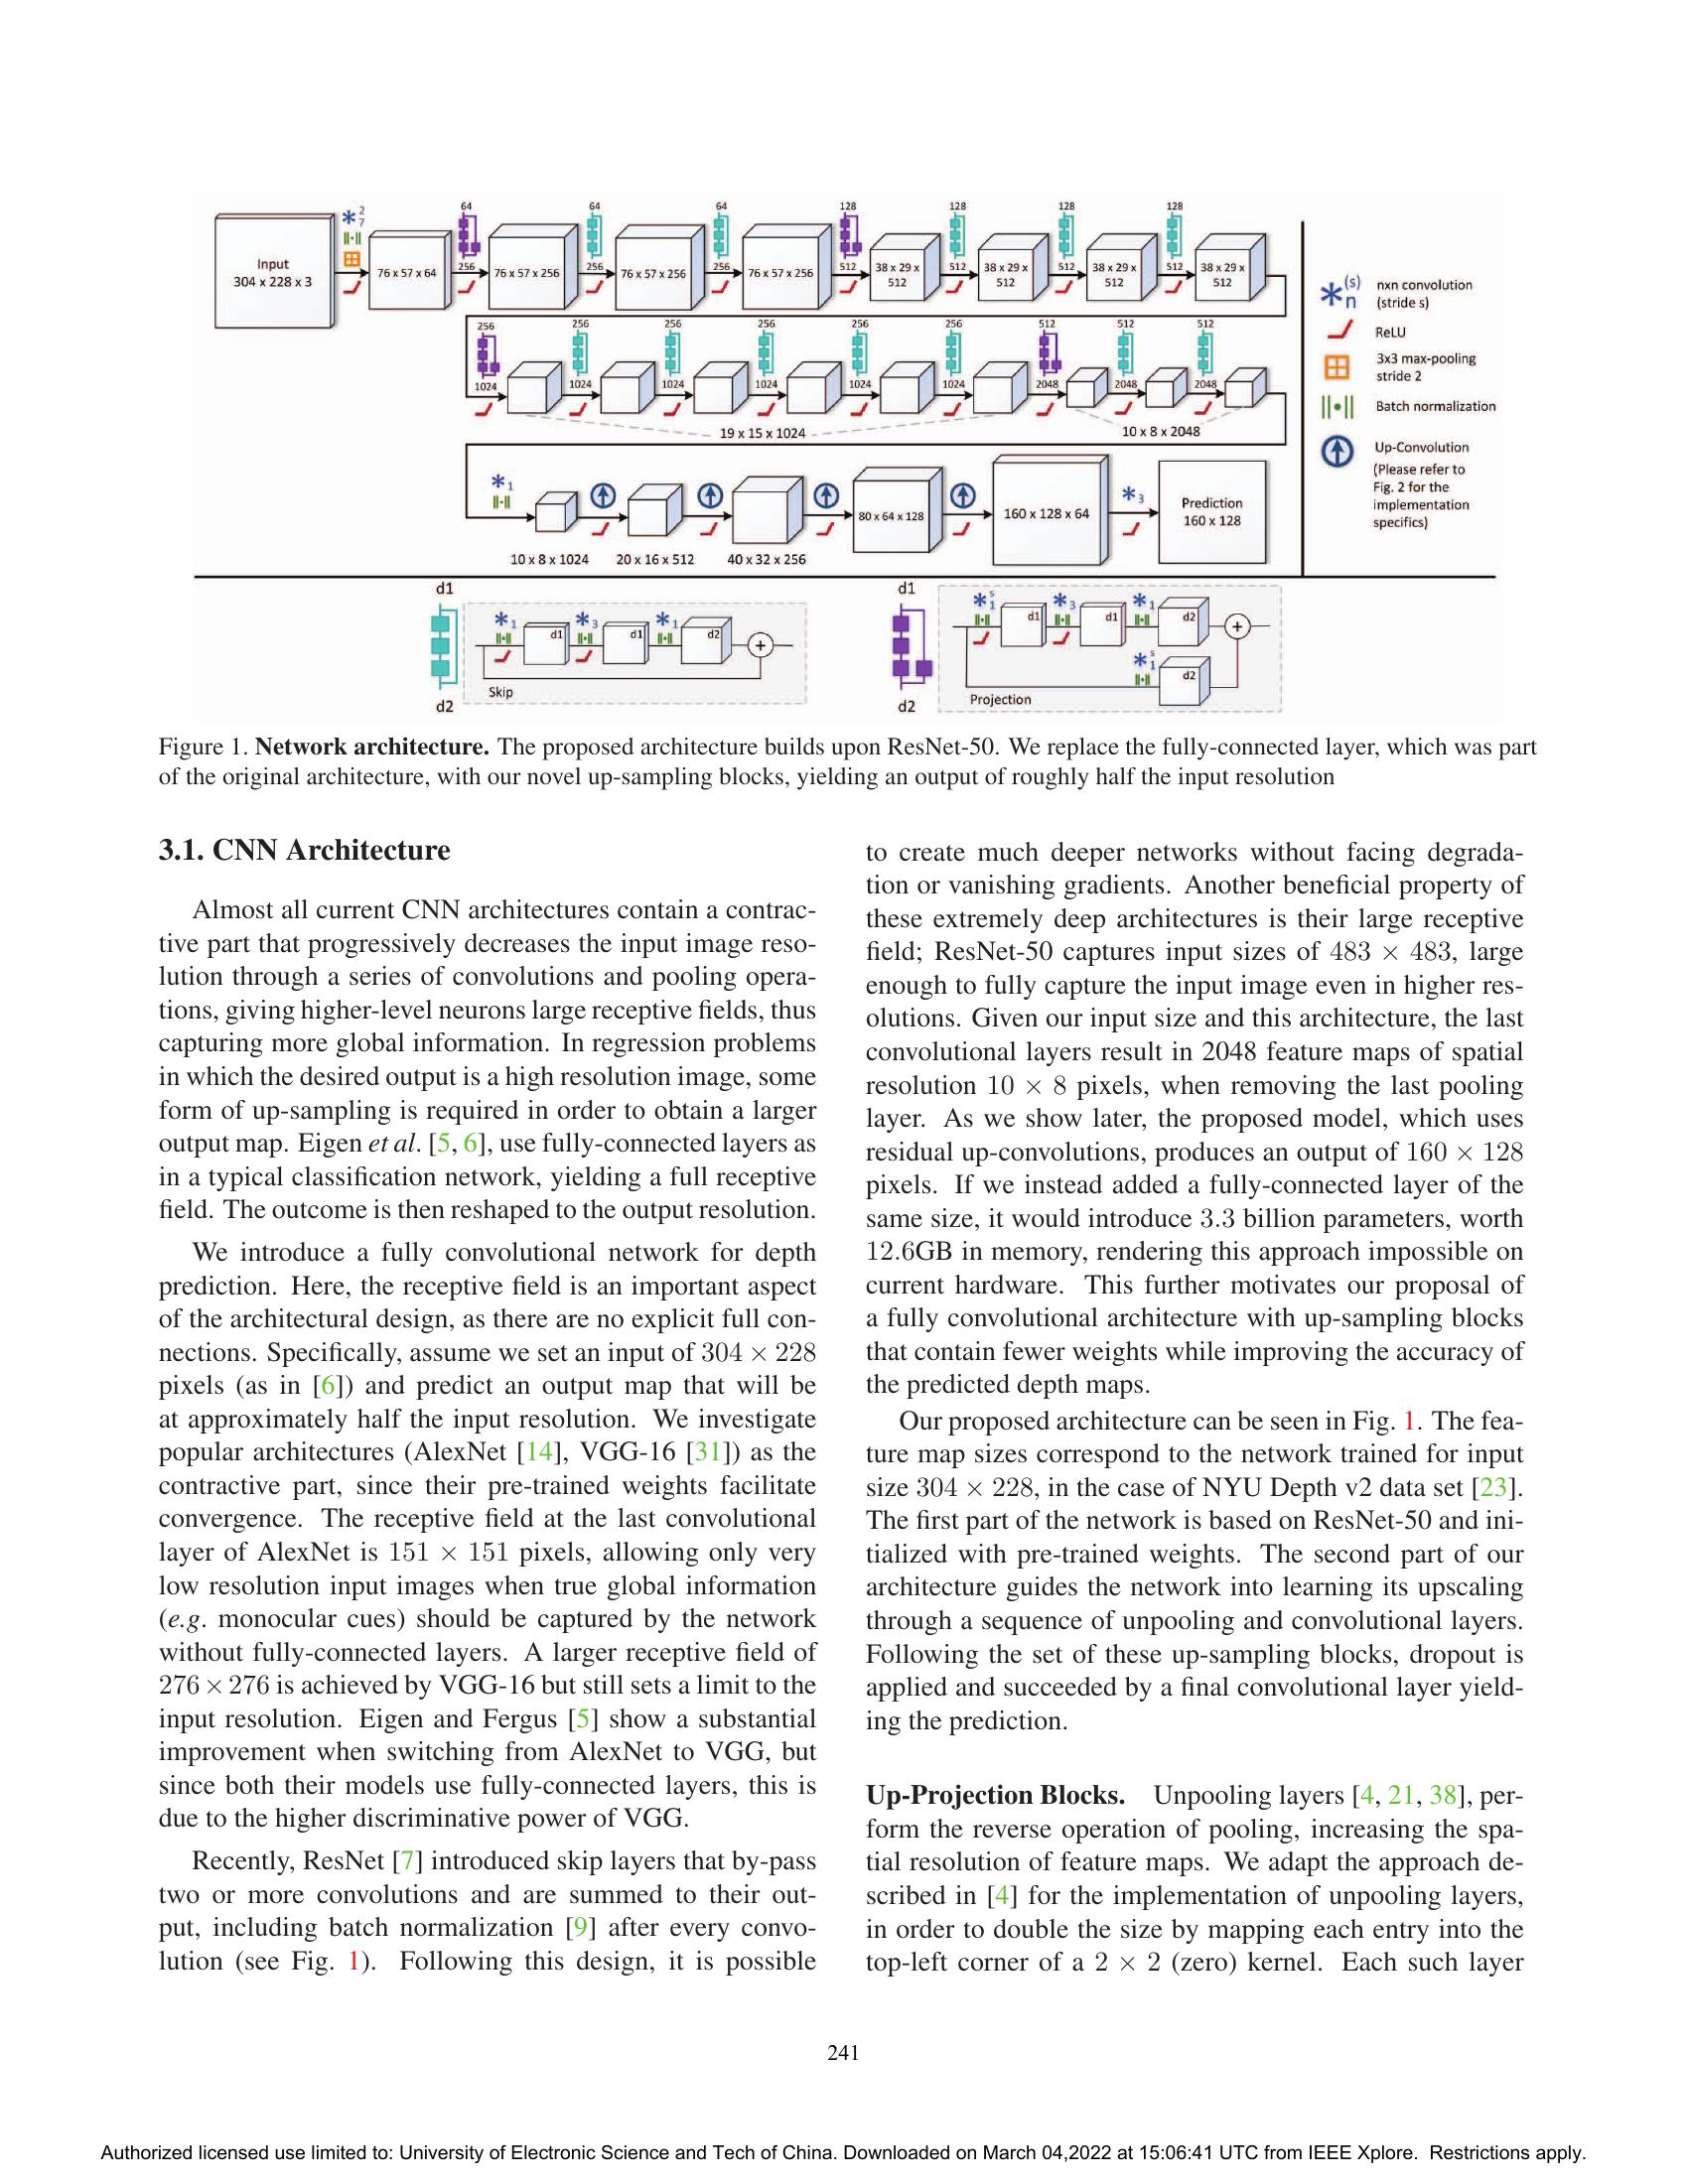 Input
304 x 228 x 3
* 2 7
76 x 57 x 64
64
256
76 x 57 x 256
64
256
76 x 57 x 256
64
256
76 x 57 x 256
128
512
38 x 29 x
512
128
512
38 x 29 x
512
128
512
38 x 29 x
512
128
512
38 x 29 x
512
256
1024
256
1024
256
1024
256
1024
256
1024
256
1024
512
2048
512
2048
512
2048
19 x 15 x 1024
10 x 8 x 2048
* 1
10 x 8 x 1024
20 x 16 x 512
40 x 32 x 256
80 x 64 x 128
160 x 128 x 64
* 3
Prediction
160 x 128
* (s) n
nxn convolution
(stride s)
ReLU
3x3 max-pooling
stride 2
Batch normalization
Up-Convolution
(Please refer to
Fig. 2 for the
implementation
specifics)
d1
d2
* 1
d1
* 3
d1
* 1
d2
+
Skip
d1
d2
* s 1
d1
* 3
d1
* 1
d2
+
* s 1
d2
Projection
Figure 1. Network architecture. The proposed architecture builds upon ResNet-50. We replace the fully-connected layer, which was part
of the original architecture, with our novel up-sampling blocks, yielding an output of roughly half the input resolution
3.1. CNN Architecture
Almost all current CNN architectures contain a contrac-
tive part that progressively decreases the input image reso-
lution through a series of convolutions and pooling opera-
tions, giving higher-level neurons large receptive fields, thus
capturing more global information. In regression problems
in which the desired output is a high resolution image, some
form of up-sampling is required in order to obtain a larger
output map. Eigen et al. [5, 6], use fully-connected layers as
in a typical classification network, yielding a full receptive
field. The outcome is then reshaped to the output resolution.
We introduce a fully convolutional network for depth
prediction. Here, the receptive field is an important aspect
of the architectural design, as there are no explicit full con-
nections. Specifically, assume we set an input of 304 × 228
pixels (as in [6]) and predict an output map that will be
at approximately half the input resolution. We investigate
popular architectures (AlexNet [14], VGG-16 [31]) as the
contractive part, since their pre-trained weights facilitate
convergence. The receptive field at the last convolutional
layer of AlexNet is 151 × 151 pixels, allowing only very
low resolution input images when true global information
(e.g. monocular cues) should be captured by the network
without fully-connected layers. A larger receptive field of
276 × 276 is achieved by VGG-16 but still sets a limit to the
input resolution. Eigen and Fergus [5] show a substantial
improvement when switching from AlexNet to VGG, but
since both their models use fully-connected layers, this is
due to the higher discriminative power of VGG.
Recently, ResNet [7] introduced skip layers that by-pass
two or more convolutions and are summed to their out-
put, including batch normalization [9] after every convo-
lution (see Fig. 1). Following this design, it is possible
to create much deeper networks without facing degrada-
tion or vanishing gradients. Another beneficial property of
these extremely deep architectures is their large receptive
field; ResNet-50 captures input sizes of 483 × 483, large
enough to fully capture the input image even in higher res-
olutions. Given our input size and this architecture, the last
convolutional layers result in 2048 feature maps of spatial
resolution 10 × 8 pixels, when removing the last pooling
layer. As we show later, the proposed model, which uses
residual up-convolutions, produces an output of 160 × 128
pixels. If we instead added a fully-connected layer of the
same size, it would introduce 3.3 billion parameters, worth
12.6GB in memory, rendering this approach impossible on
current hardware. This further motivates our proposal of
a fully convolutional architecture with up-sampling blocks
that contain fewer weights while improving the accuracy of
the predicted depth maps.
Our proposed architecture can be seen in Fig. 1. The fea-
ture map sizes correspond to the network trained for input
size 304 × 228, in the case of NYU Depth v2 data set [23].
The first part of the network is based on ResNet-50 and ini-
tialized with pre-trained weights. The second part of our
architecture guides the network into learning its upscaling
through a sequence of unpooling and convolutional layers.
Following the set of these up-sampling blocks, dropout is
applied and succeeded by a final convolutional layer yield-
ing the prediction.
Up-Projection Blocks. Unpooling layers [4, 21, 38], per-
form the reverse operation of pooling, increasing the spa-
tial resolution of feature maps. We adapt the approach de-
scribed in [4] for the implementation of unpooling layers,
in order to double the size by mapping each entry into the
top-left corner of a 2 × 2 (zero) kernel. Each such layer
241
Authorized licensed use limited to: University of Electronic Science and Tech of China. Downloaded on March 04,2022 at 15:06:41 UTC from IEEE Xplore. Restrictions apply.